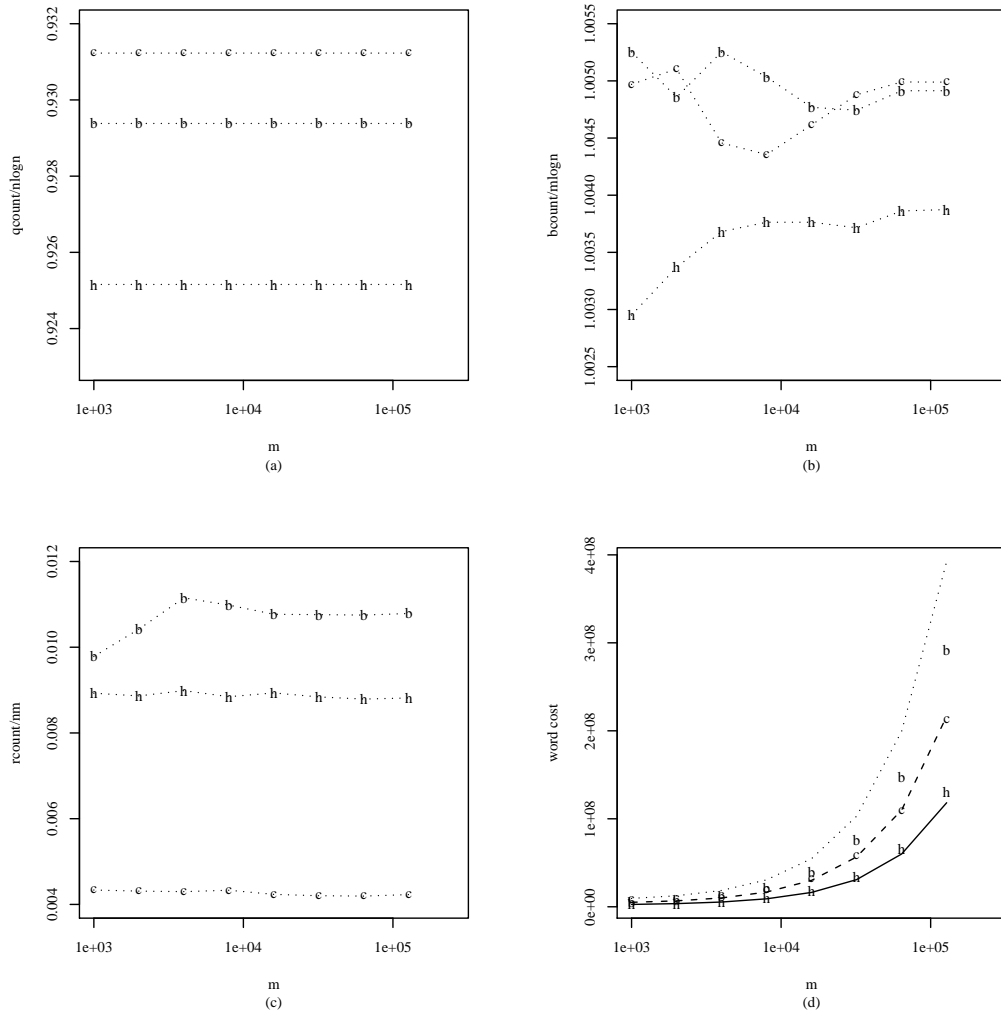 0.932
0.930
0.928
0.926
0.924
qcount/nlogn
c c c c c c c c
b b b b b b b b
h h h h h h h h
1e+03 1e+04 1e+05
m
(a)
1.0055
1.0050
1.0045
1.0040
1.0035
1.0030
1.0025
bcount/mlogn
b b b b b b b b
c c c c c c c c
h h h h h h h h
1e+03 1e+04 1e+05
m
(b)
0.012
0.010
0.008
0.006
0.004
rcount/nm
b b b b b b b b
h h h h h h h h
c c c c c c c c
1e+03 1e+04 1e+05
m
(c)
4e+08
3e+08
2e+08
1e+08
0e+00
word cost
b b b b b b b b
c c c c c c c c
h h h h h h h h
1e+03 1e+04 1e+05
m
(d)